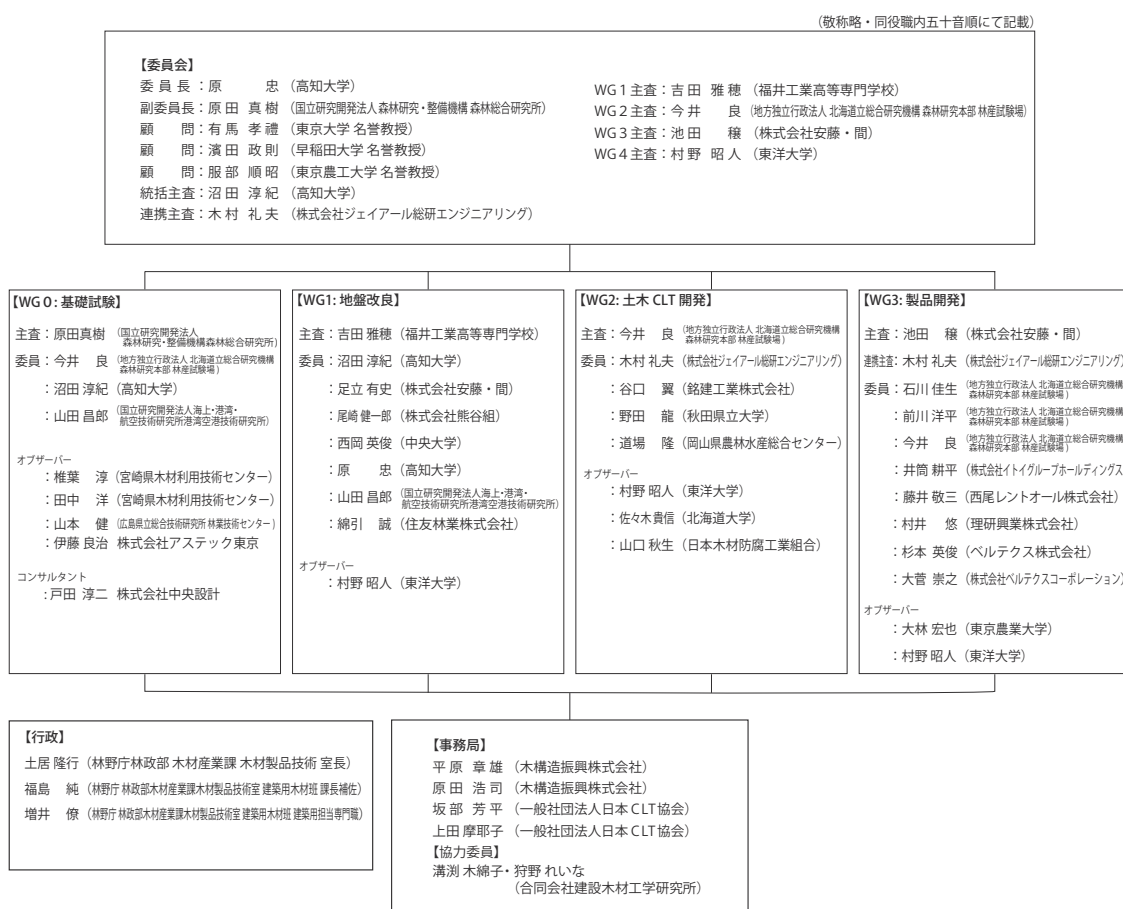 (敬称略・同役職内五十音順にて記載)
【委員会】
委員長：原　　忠（高知大学）
副委員長：原田 真樹（国立研究開発法人 森林研究・整備機構 森林総合研究所）
顧　　問：有馬 孝禮（東京大学 名誉教授）
顧　　問：濱田 政則（早稲田大学 名誉教授）
顧　　問：服部 順昭（東京農工大学 名誉教授）
統括主査：沼田 淳紀（高知大学）
連携主査：木村 礼夫（株式会社ジェイアール総研エンジニアリング）
WG1主査：吉田 雅穂（福井工業高等専門学校）
WG2主査：今井　良（地方独立行政法人 北海道立総合研究機構 森林研究本部 林産試験場）
WG3主査：池田　穣（株式会社安藤・間）
WG4主査：村野 昭人（東洋大学）
【WG 0: 基礎試験】
主査：原田真樹（国立研究開発法人
森林研究・整備機構森林総合研究所）
委員：今井　良（地方独立行政法人 北海道立総合研究機構
森林研究本部 林産試験場）
：沼田 淳紀（高知大学）
：山田 昌郎（国立研究開発法人海上・港湾・
航空技術研究所港湾空港技術研究所）
オブザーバー
：椎葉　淳（宮崎県木材利用技術センター）
：田中　洋（宮崎県木材利用技術センター）
：山本　健（広島県立総合技術研究所 林業技術センター）
：伊藤 良治　株式会社アステック東京
コンサルタント
：戸田 淳二　株式会社中央設計
【WG1: 地盤改良】
主査：吉田 雅穂（福井工業高等専門学校）
委員：沼田 淳紀（高知大学）
：足立 有史（株式会社安藤・間）
：尾崎 健一郎（株式会社熊谷組）
：西岡 英俊（中央大学）
：原　　忠（高知大学）
：山田 昌郎（国立研究開発法人海上・港湾・
航空技術研究所港湾空港技術研究所）
：綿引　誠（住友林業株式会社）
オブザーバー
：村野 昭人（東洋大学）
【WG2: 土木 CLT 開発】
主査：今井　良（地方独立行政法人 北海道立総合研究機構
森林研究本部 林産試験場）
委員：木村 礼夫（株式会社ジェイアール総研エンジニアリング）
：谷口　翼（銘建工業株式会社）
：野田　龍（秋田県立大学）
：道場　隆（岡山県農林水産総合センター）
オブザーバー
：村野 昭人（東洋大学）
：佐々木貴信（北海道大学）
：山口 秋生（日本木材防腐工業組合）
【WG3: 製品開発】
主査：池田　穣（株式会社安藤・間）
連携主査：木村 礼夫（株式会社ジェイアール総研エンジニアリング）
委員：石川 佳生（地方独立行政法人 北海道立総合研究機構
森林研究本部 林産試験場）
：前川 洋平（地方独立行政法人 北海道立総合研究機構
森林研究本部 林産試験場）
：今井　良（地方独立行政法人 北海道立総合研究機構
森林研究本部 林産試験場）
：井筒 耕平（株式会社イトイグループホールディングス
：藤井 敬三（西尾レントオール株式会社）
：村井　悠（理研興業株式会社）
：杉本 英俊（ベルテクス株式会社）
：大菅 崇之（株式会社ベルテクスコーポレーション）
オブザーバー
：大林 宏也（東京農業大学）
：村野 昭人（東洋大学）
【行政】
土居 隆行（林野庁林政部 木材産業課 木材製品技術 室長）
福島　純（林野庁 林政部木材産業課木材製品技術室 建築用木材班 課長補佐）
増井　僚（林野庁 林政部木材産業課木材製品技術室 建築用木材班 建築用担当専門職）
【事務局】
平原 章雄（木構造振興株式会社）
原田 浩司（木構造振興株式会社）
坂部 芳平（一般社団法人日本 CLT 協会）
上田 摩耶子（一般社団法人日本 CLT 協会）
【協力委員】
溝渕 木綿子・狩野 れいな
（合同会社建設木材工学研究所）